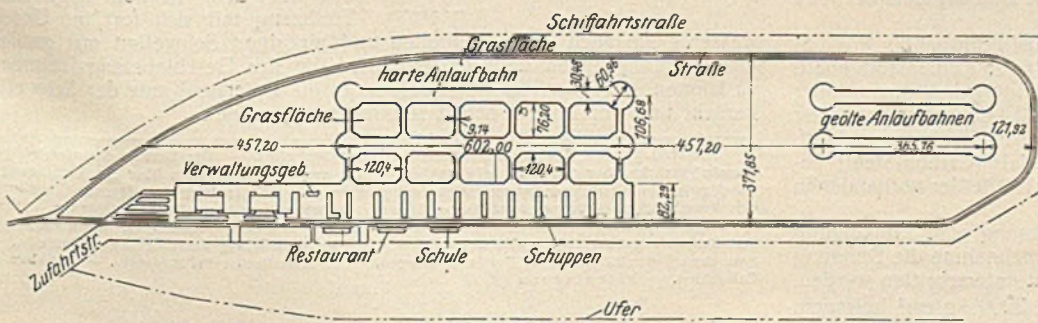 Schiffahrtstraße
Grasfläche
Straße
harte Anlaufbahn
30,48
60,96
Grasfläche
9.14
76,20
106,68
geölte Anlaufbahnen
121,92
457,20
602,00
457,20
365,76
371,85
Verwaltungsgeb
120,4
120,4
82,29
Zufahrtstr.
Restaurant
Schule
Schuppen
Ufer